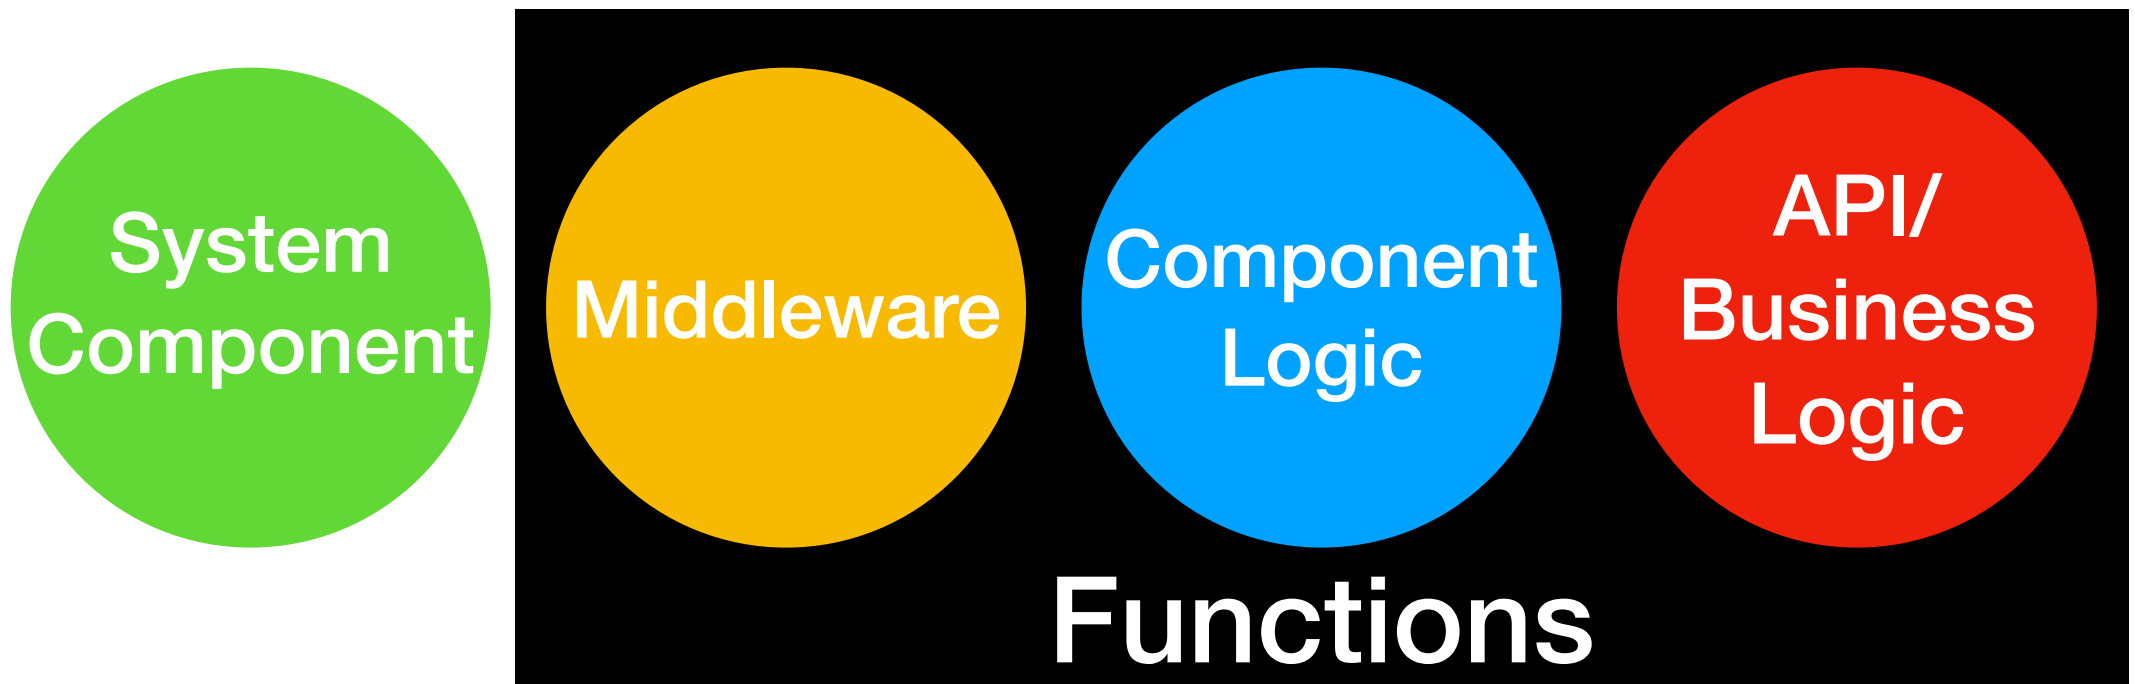 System
Component
Middleware
Component
Logic
API/
Business
Logic
Functions